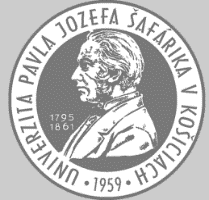 UNIVERZITA PAVLA JOZEFA ŠAFÁRIKA V KOŠICIACH
1795
1861
· 1959 ·